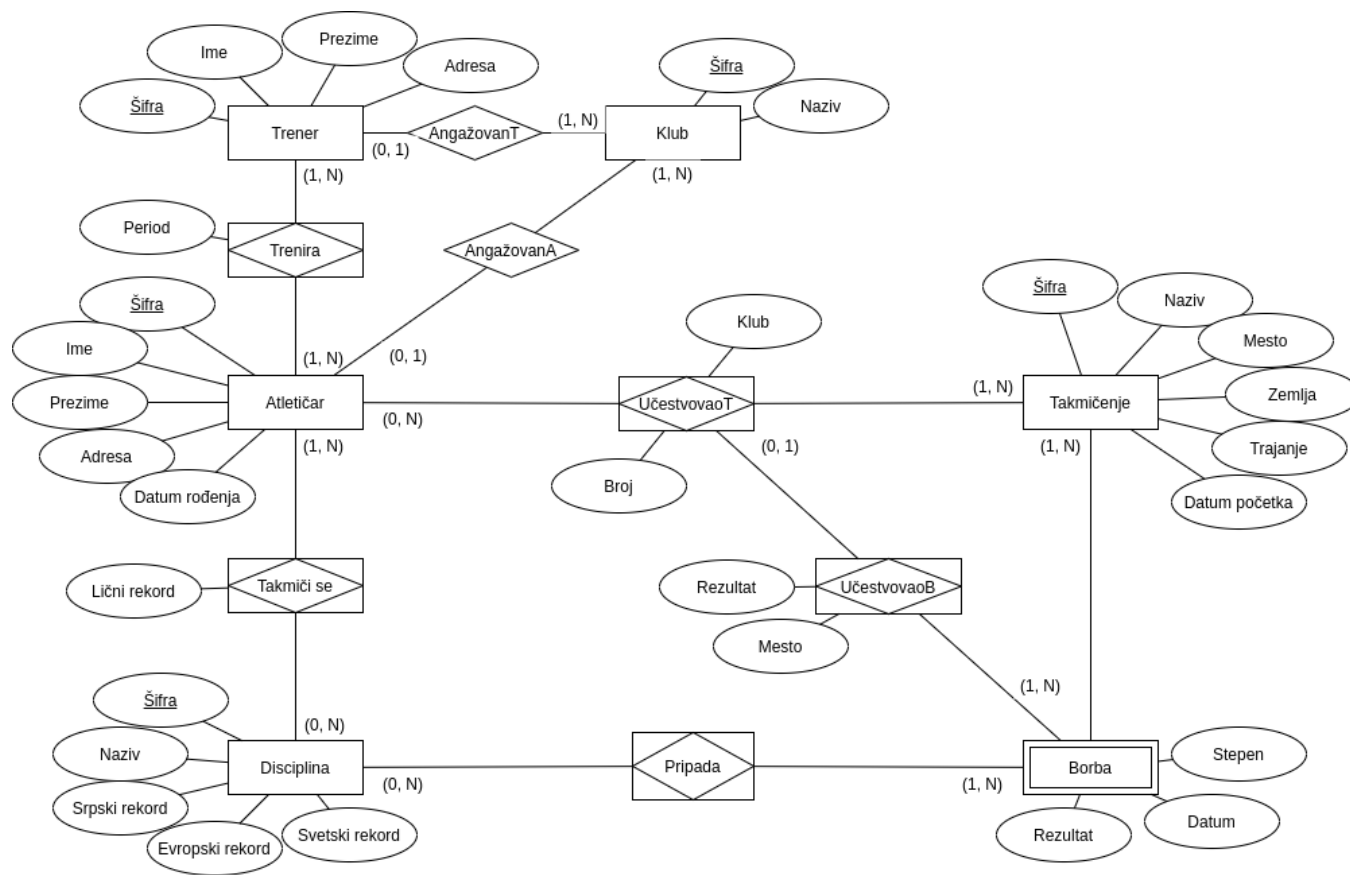 Prezime
Ime
Adresa
Šifra
Trener
(0, 1)
AngažovanT
(1, N)
Klub
Šifra
Naziv
(1, N)
(1, N)
Period
Trenira
AngažovanA
Šifra
Ime
Prezime
Adresa
Datum rođenja
(1, N)
(0, 1)
Atletičar
(0, N)
(1, N)
Klub
UčestvovaoT
Broj
(0, 1)
(1, N)
Takmičenje
(1, N)
Šifra
Naziv
Mesto
Zemlja
Trajanje
Datum početka
Lični rekord
Takmiči se
Rezultat
UčestvovaoB
Mesto
(1, N)
Šifra
Naziv
Srpski rekord
Evropski rekord
Svetski rekord
(0, N)
Disciplina
(0, N)
Pripada
(1, N)
Borba
Stepen
Datum
Rezultat